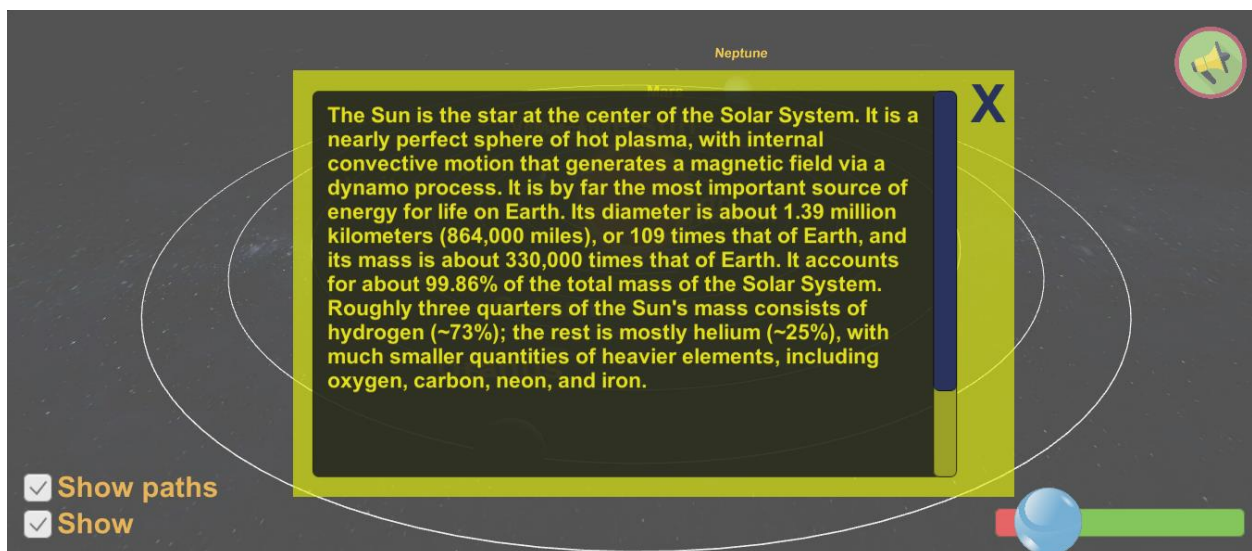 Neptune
Mars
The Sun is the star at the center of the Solar System. It is a
nearly perfect sphere of hot plasma, with internal
convective motion that generates a magnetic field via a
dynamo process. It is by far the most important source of
energy for life on Earth. Its diameter is about 1.39 million
kilometers (864,000 miles), or 109 times that of Earth, and
its mass is about 330,000 times that of Earth. It accounts
for about 99.86% of the total mass of the Solar System.
Roughly three quarters of the Sun's mass consists of
hydrogen (~73%); the rest is mostly helium (~25%), with
much smaller quantities of heavier elements, including
oxygen, carbon, neon, and iron.
X
Show paths
Show